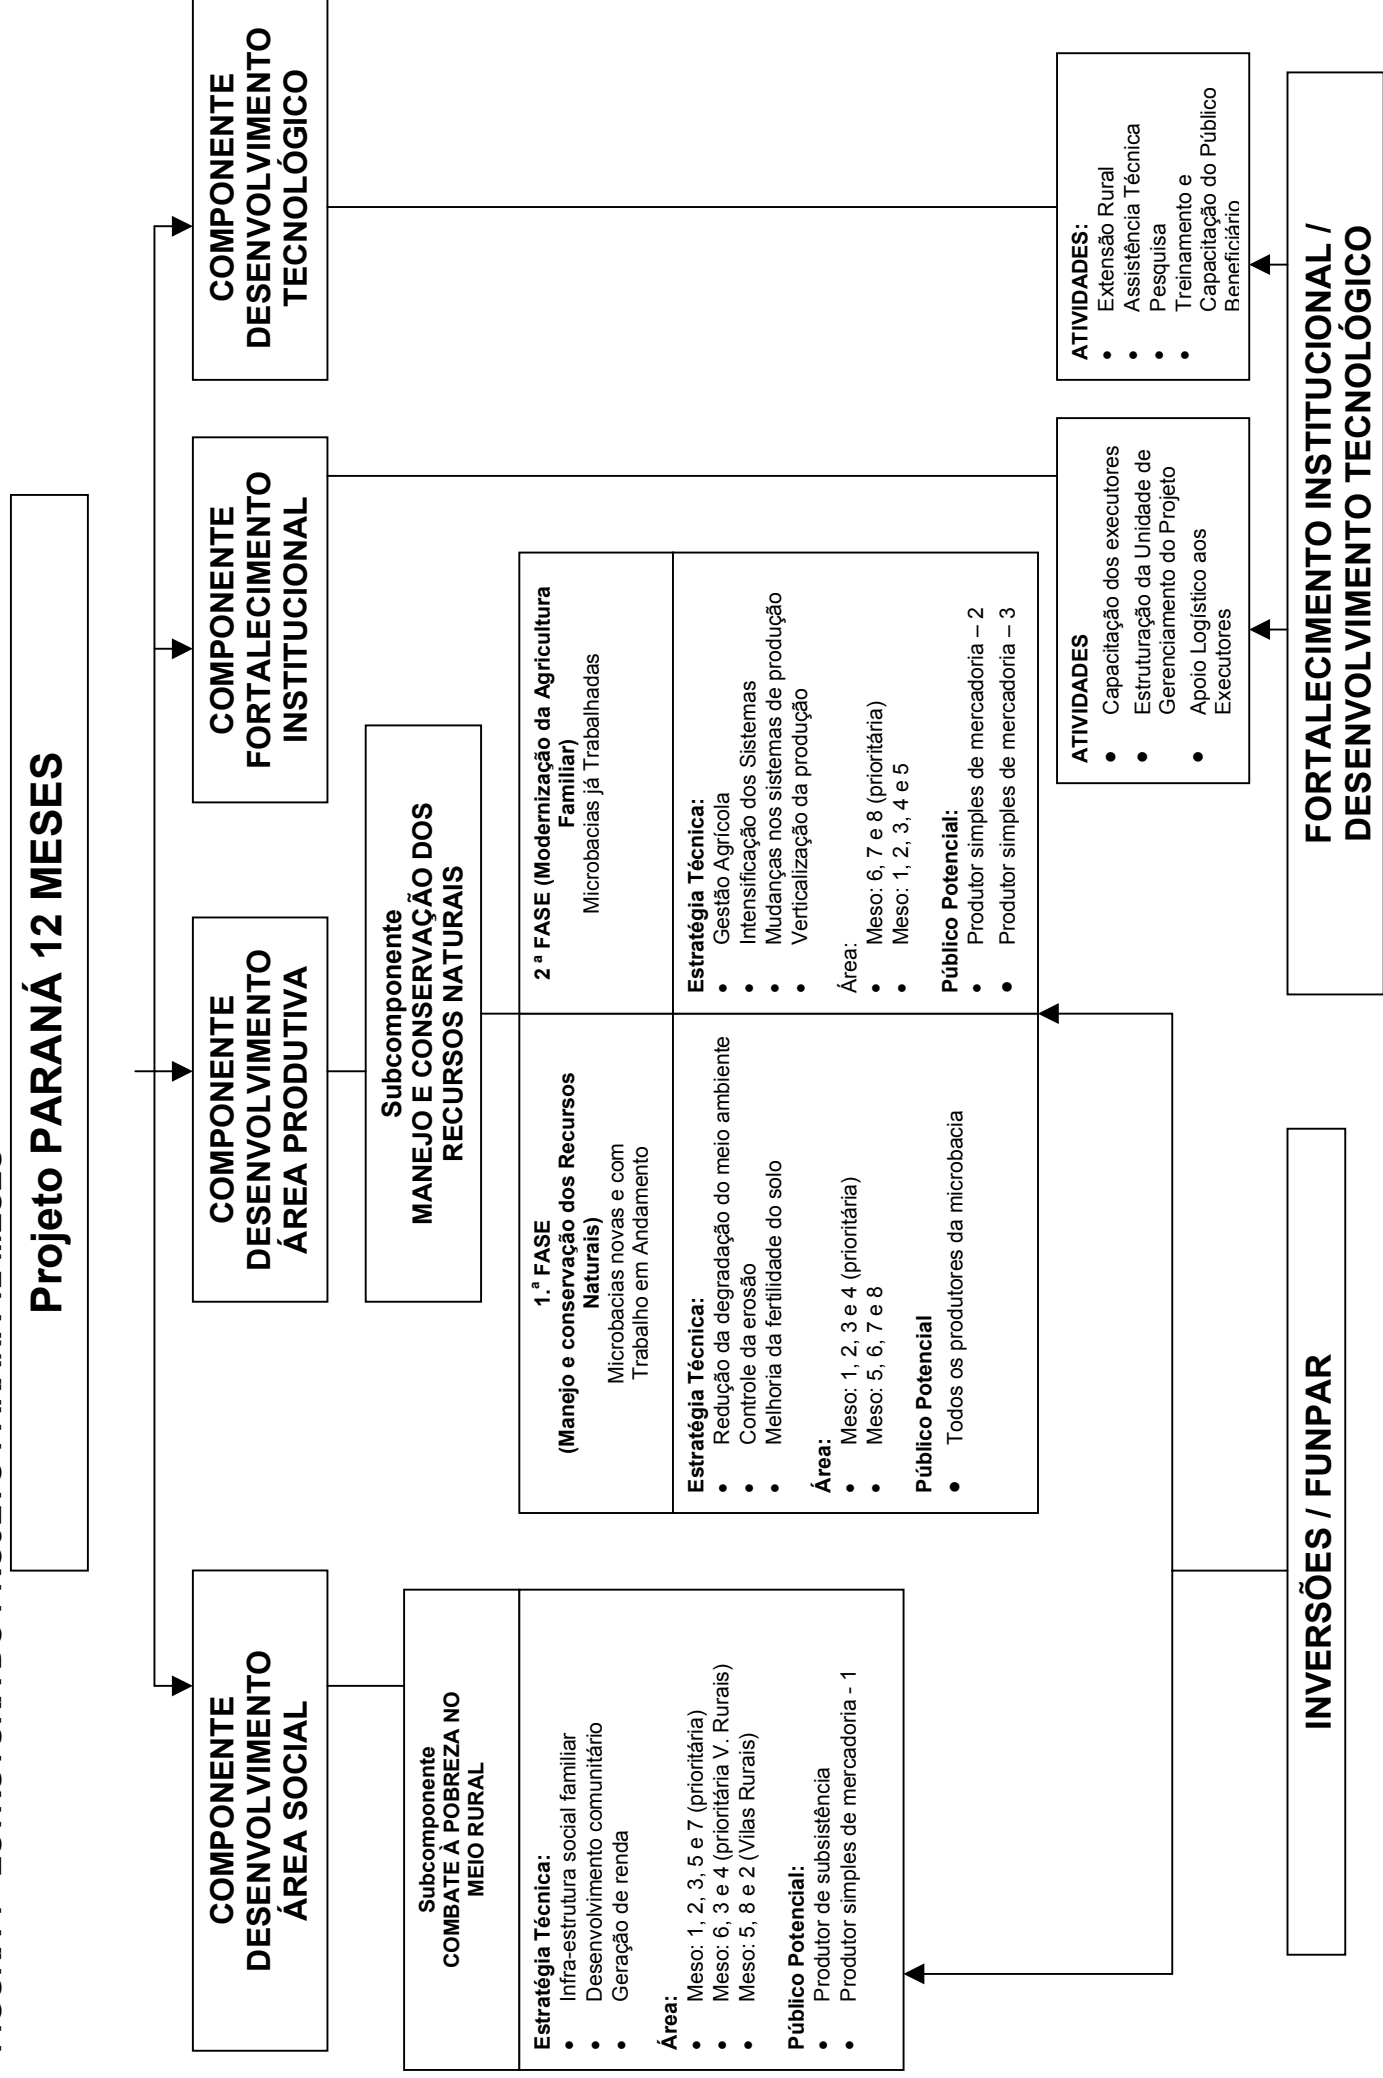 Projeto PARANÁ 12 MESES
COMPONENTE
DESENVOLVIMENTO
ÁREA SOCIAL
COMPONENTE
DESENVOLVIMENTO
ÁREA PRODUTIVA
COMPONENTE
FORTALECIMENTO
INSTITUCIONAL
COMPONENTE
DESENVOLVIMENTO
TECNOLÓGICO
Subcomponente
COMBATE À POBREZA NO
MEIO RURAL
Estratégia Técnica:
• Infra-estrutura social familiar
• Desenvolvimento comunitário
• Geração de renda
Área:
• Meso: 1, 2, 3, 5 e 7 (prioritária)
• Meso: 6, 3 e 4 (prioritária V. Rurais)
• Meso: 5, 8 e 2 (Vilas Rurais)
Público Potencial:
• Produtor de subsistência
• Produtor simples de mercadoria - 1
Subcomponente
MANEJO E CONSERVAÇÃO DOS
RECURSOS NATURAIS
1.ª FASE
(Manejo e conservação dos Recursos
Naturais)
Microbacias novas e com
Trabalho em Andamento
Estratégia Técnica:
• Redução da degradação do meio ambiente
• Controle da erosão
• Melhoria da fertilidade do solo
Área:
• Meso: 1, 2, 3 e 4 (prioritária)
• Meso: 5, 6, 7 e 8
Público Potencial
• Todos os produtores da microbacia
2 ª FASE (Modernização da Agricultura
Familiar)
Microbacias já Trabalhadas
Estratégia Técnica:
• Gestão Agrícola
• Intensificação dos Sistemas
• Mudanças nos sistemas de produção
• Verticalização da produção
Área:
• Meso: 6, 7 e 8 (prioritária)
• Meso: 1, 2, 3, 4 e 5
Público Potencial:
• Produtor simples de mercadoria – 2
• Produtor simples de mercadoria – 3
ATIVIDADES
• Capacitação dos executores
• Estruturação da Unidade de
Gerenciamento do Projeto
• Apoio Logístico aos
Executores
ATIVIDADES:
• Extensão Rural
• Assistência Técnica
• Pesquisa
• Treinamento e
Capacitação do Público
Beneficiário
INVERSÕES / FUNPAR
FORTALECIMENTO INSTITUCIONAL /
DESENVOLVIMENTO TECNOLÓGICO